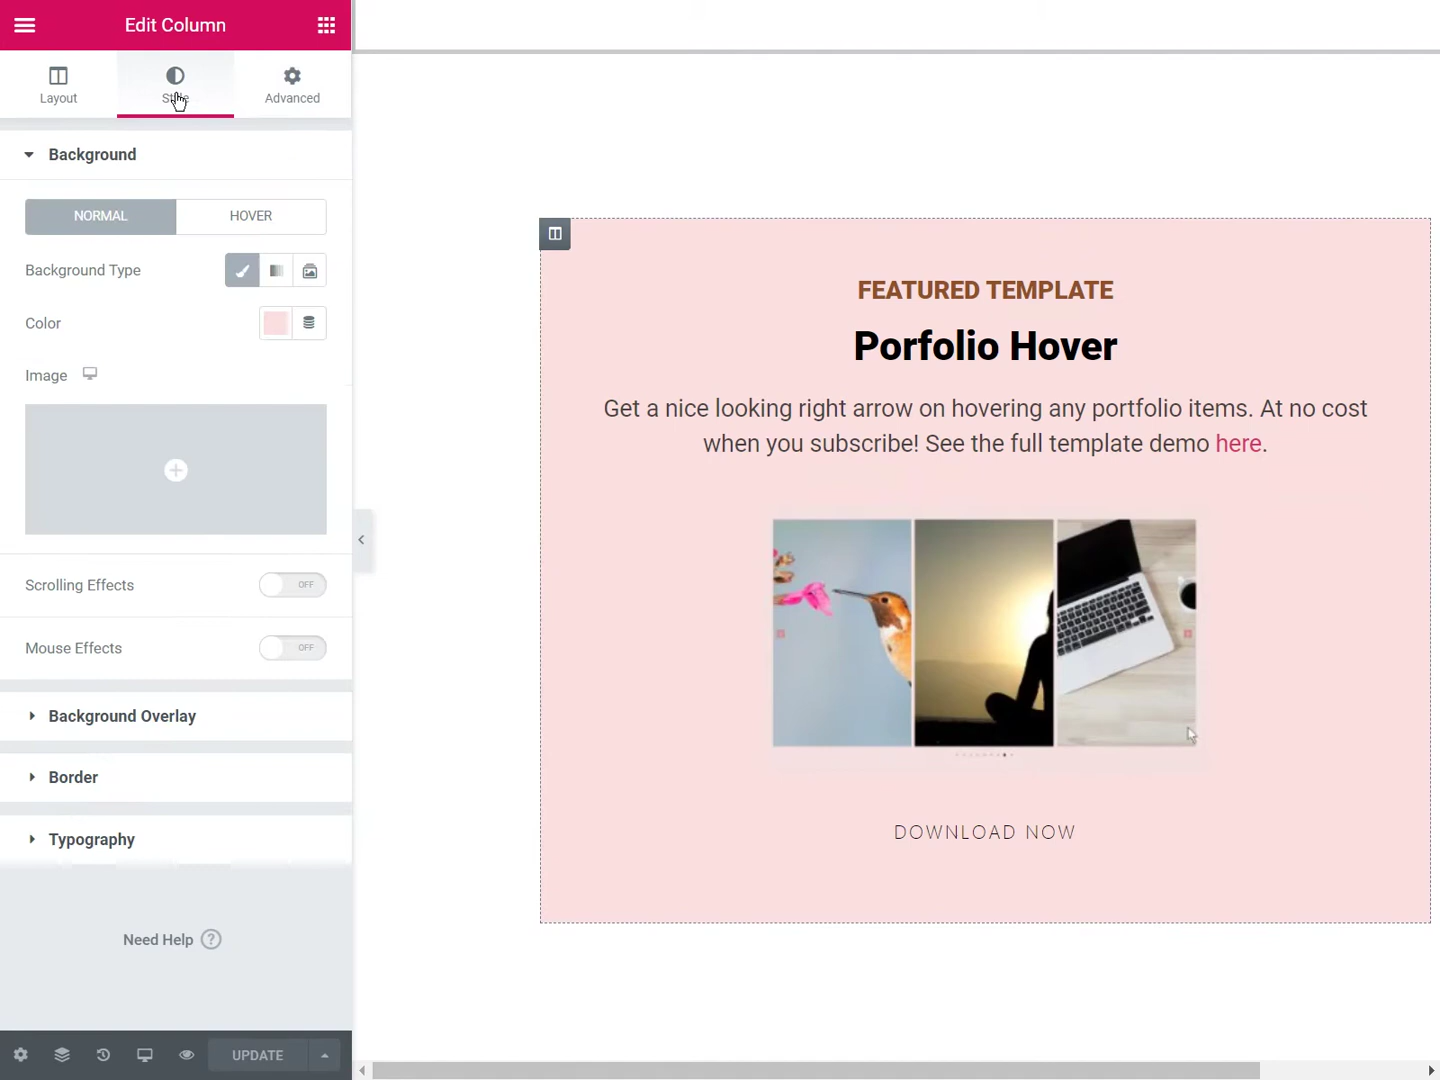 Edit Column
Layout
Style
Advanced
Background
NORMAL
HOVER
Background Type
Color
Image
Scrolling Effects
OFF
Mouse Effects
OFF
Background Overlay
Border
Typography
Need Help ?
UPDATE
FEATURED TEMPLATE
Porfolio Hover
Get a nice looking right arrow on hovering any portfolio items. At no cost
when you subscribe! See the full template demo here.
DOWNLOAD NOW